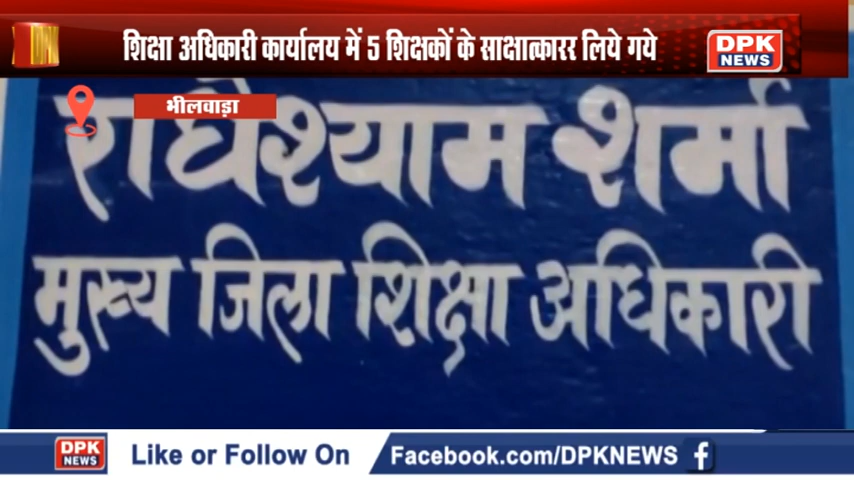 शिक्षा अधिकारी कार्यालय में 5 शिक्षकों के साक्षात्कारर लिये गये
DPK
NEWS
भीलवाड़ा
राधेश्याम शर्मा
मुख्य जिला शिक्षा अधिकारी
DPK
NEWS
Like or Follow On
Facebook.com/DPKNEWS f